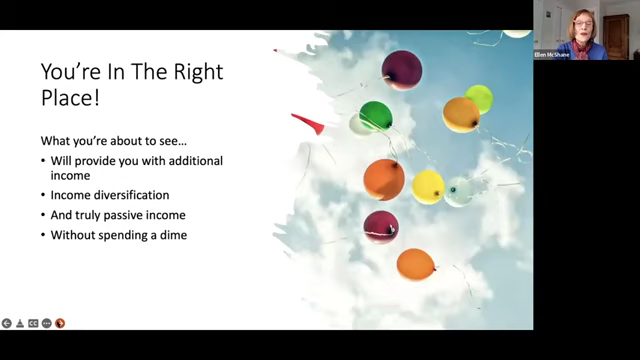 You're In The Right
Place!
What you're about to see...
• Will provide you with additional
income
• Income diversification
• And truly passive income
• Without spending a dime
Ellen McShane